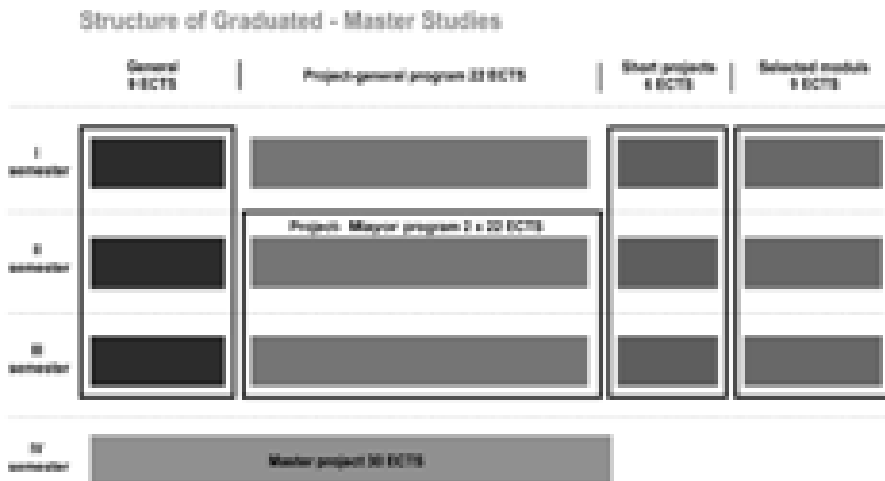 Structure of Graduated - Master Studies
General
9 ECTS
Project-general program 22 ECTS
Short projects
6 ECTS
Selected module
9 ECTS
I
semester
Project- Mayor program 2 x 22 ECTS
II
semester
III
semester
IV
semester
Master project 30 ECTS